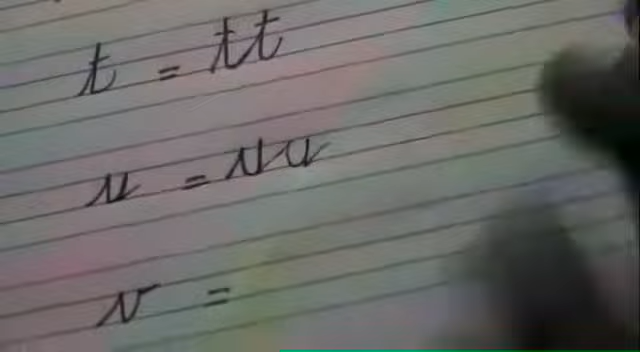 t = tt
u = uu
v =